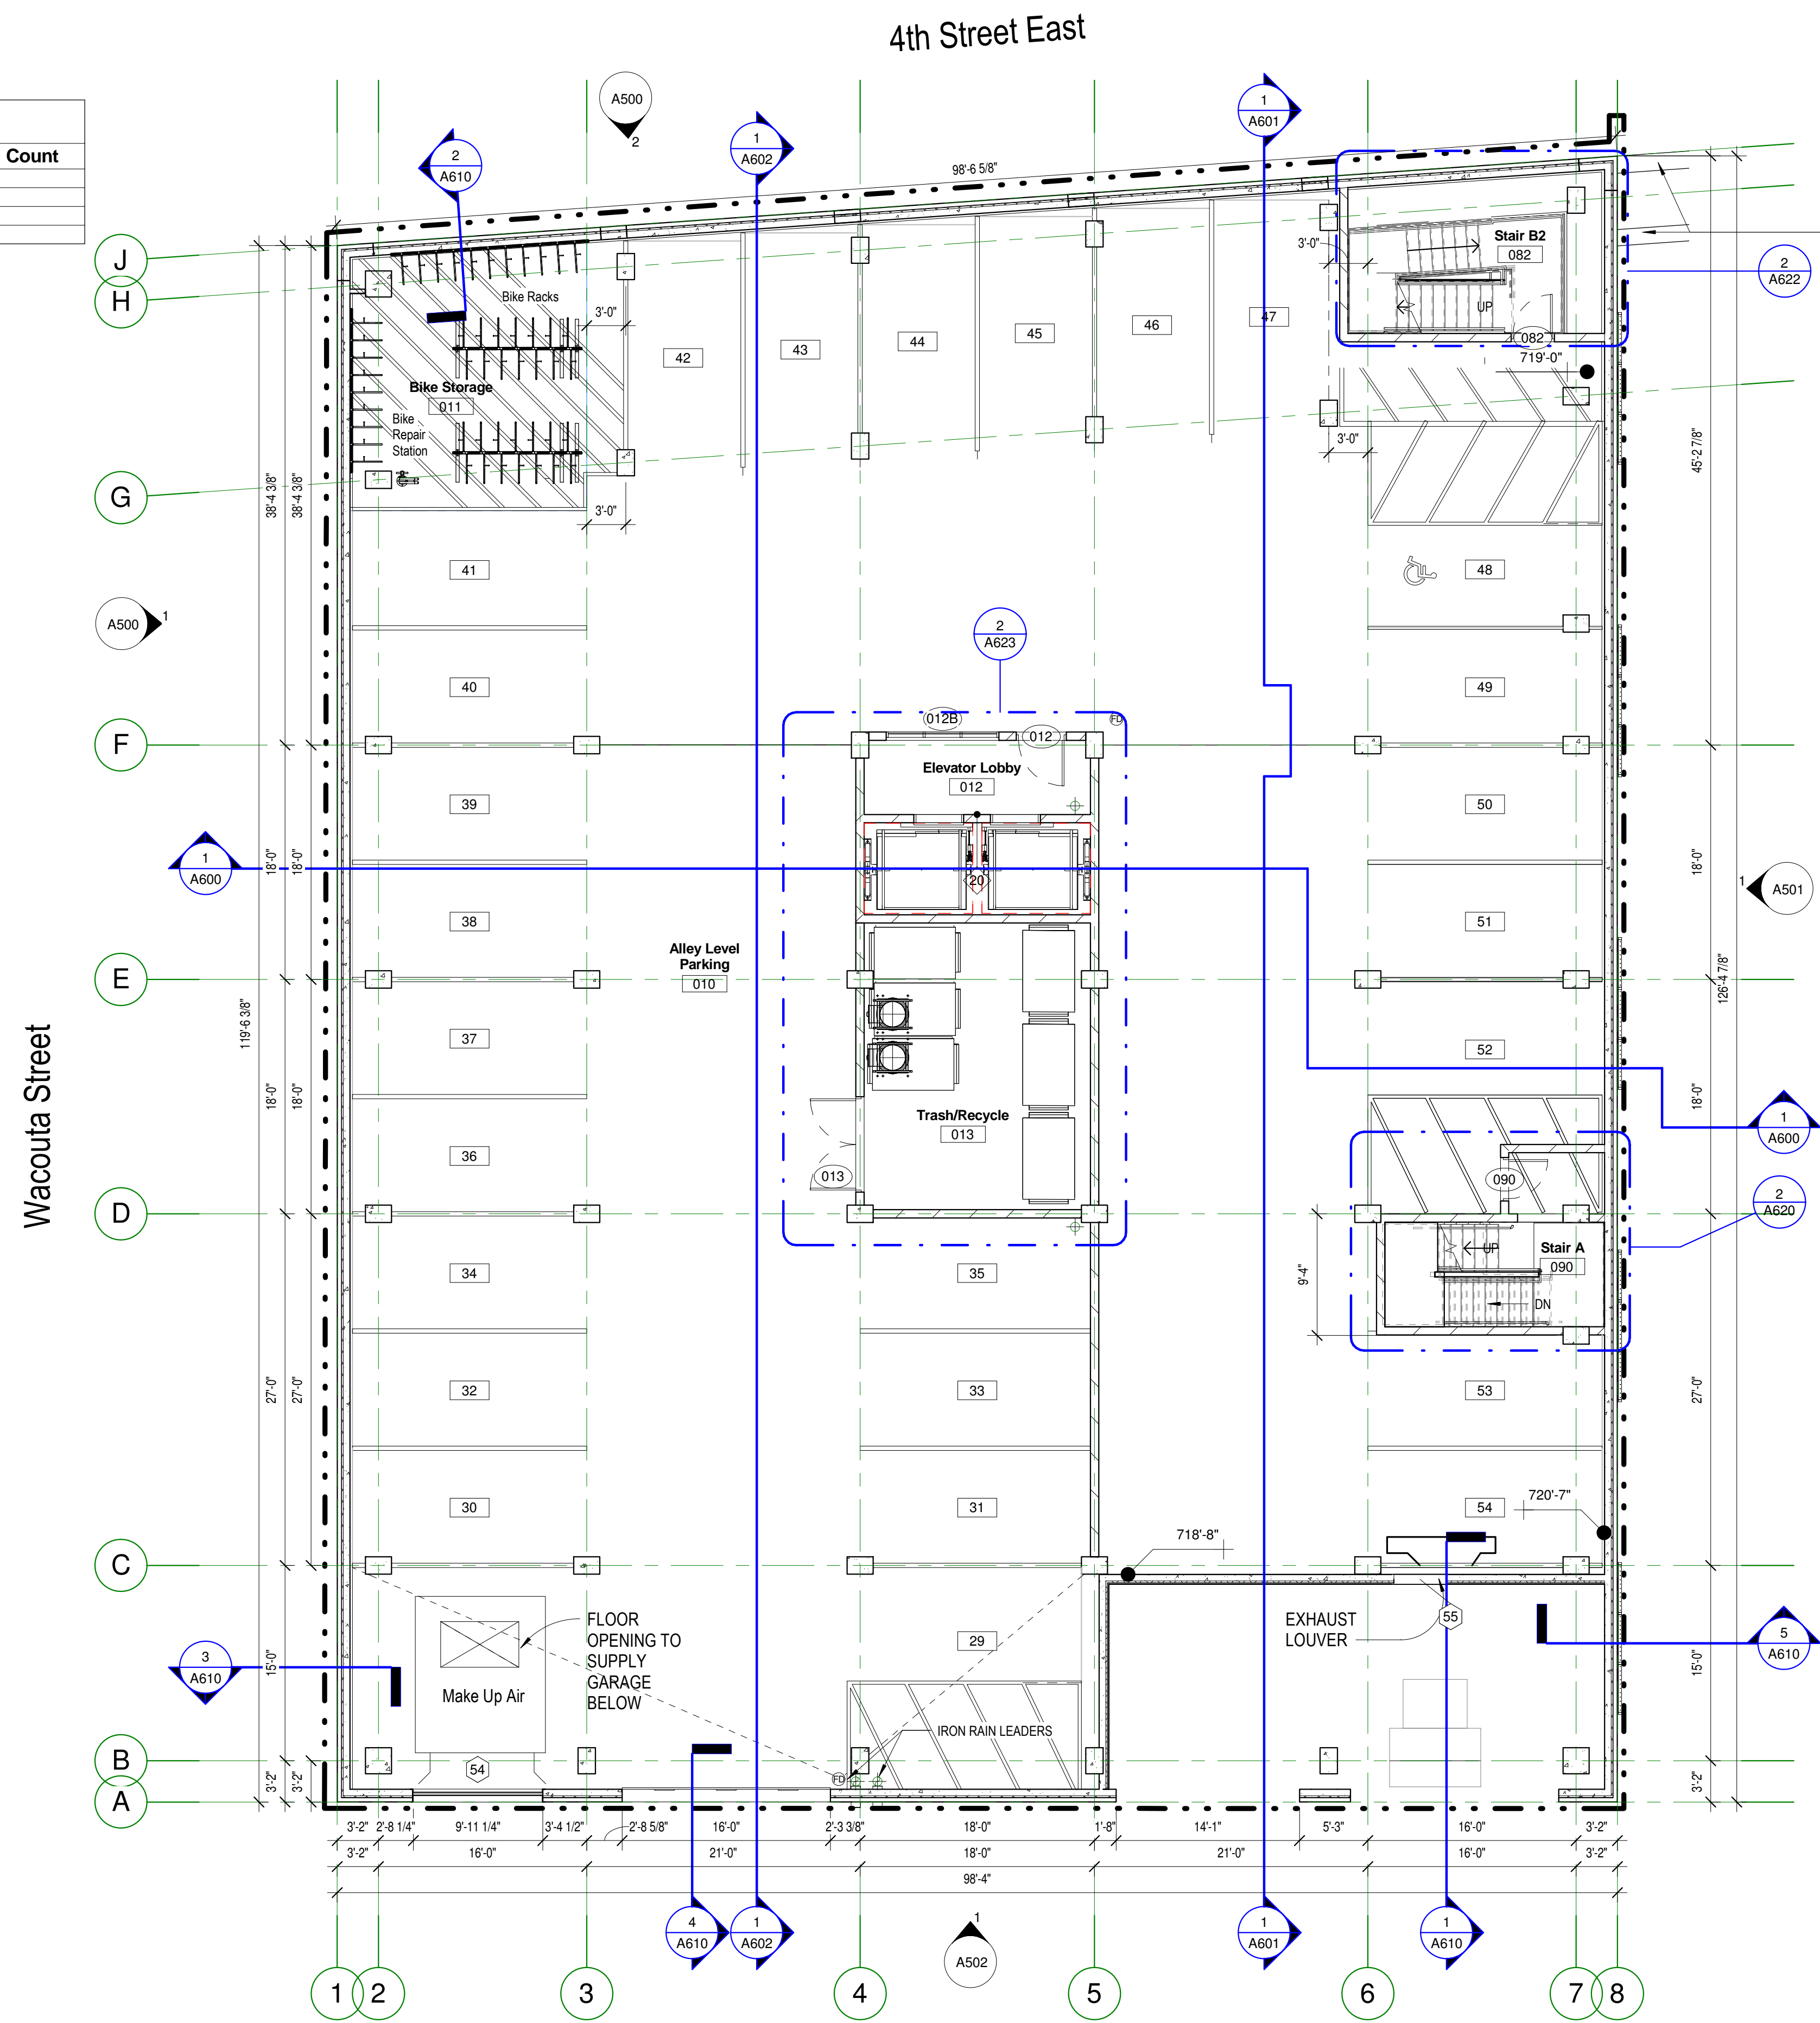 4th Street East
Count
A500
2
2
A610
1
A602
1
A601
98'-6 5/8"
J
H
G
F
E
D
C
B
A
Bike Racks
3'-0"
Bike Storage
011
Bike
Repair
Station
3'-0"
42
43
44
45
46
47
3'-0"
Stair B2
082
UP
082
719'-0"
2
A622
3'-0"
38'-4 3/8"
38'-4 3/8"
45'-2 7/8"
41
48
A500
1
2
A623
40
49
012B
FD
012
Elevator Lobby
012
39
50
1
A600
18'-0"
18'-0"
20
18'-0"
1
A501
38
51
Alley Level
Parking
010
119'-6 3/8"
126'-4 7/8"
Wacouta Street
37
52
18'-0"
18'-0"
18'-0"
Trash/Recycle
013
1
A600
36
013
090
2
A620
34
35
UP
Stair A
090
9'-4"
DN
27'-0"
27'-0"
27'-0"
32
33
53
30
31
54
720'-7"
718'-8"
FLOOR
OPENING TO
SUPPLY
GARAGE
BELOW
29
EXHAUST
LOUVER
55
3
A610
15'-0"
5
A610
15'-0"
Make Up Air
IRON RAIN LEADERS
54
FD
3'-2"
3'-2"
3'-2"
3'-2"
2'-8 1/4"
9'-11 1/4"
3'-4 1/2"
2'-8 5/8"
16'-0"
2'-3 3/8"
18'-0"
1'-8"
14'-1"
5'-3"
16'-0"
3'-2"
3'-2"
16'-0"
21'-0"
18'-0"
21'-0"
16'-0"
3'-2"
98'-4"
4
A610
1
A602
1
A502
1
A601
1
A610
1
2
3
4
5
6
7
8